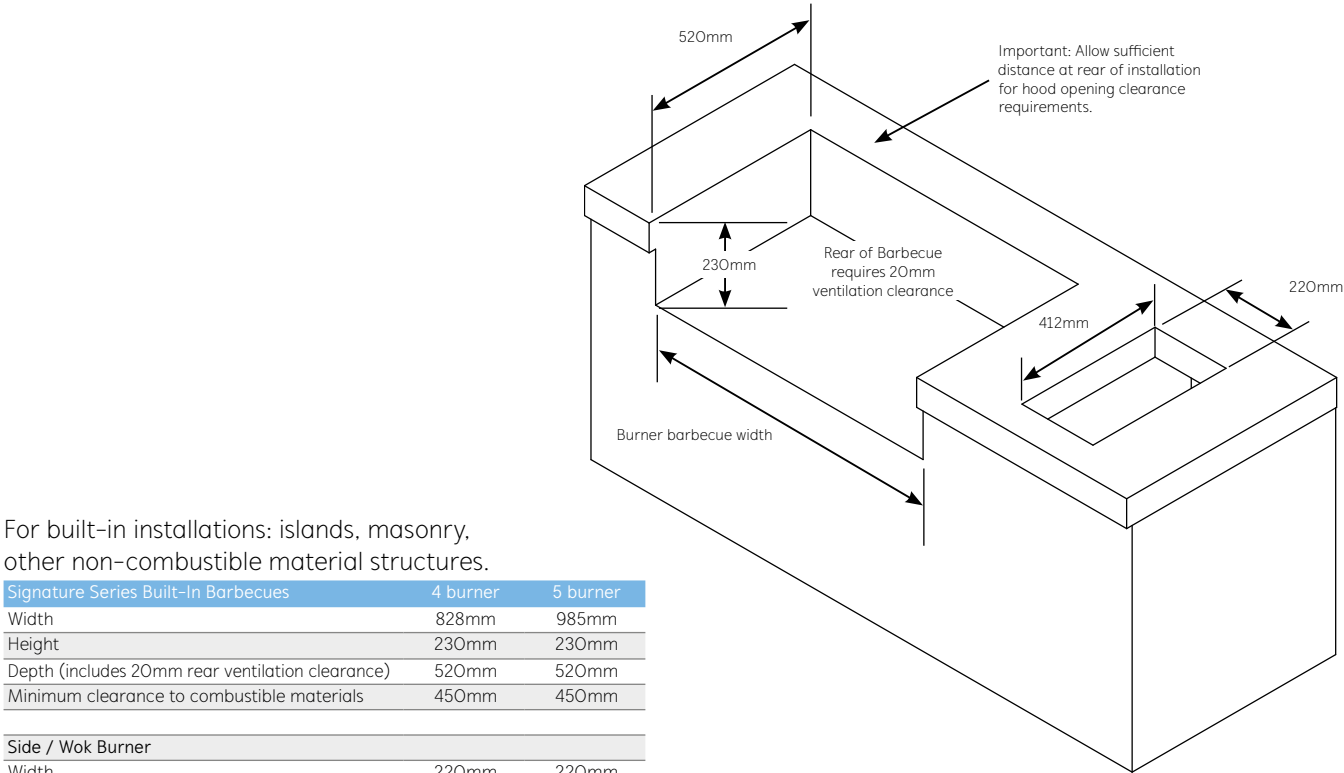 520mm
Important: Allow sufficient
distance at rear of installation
for hood opening clearance
requirements.
230mm
Rear of Barbecue
requires 20mm
ventilation clearance
220mm
412mm
Burner barbecue width
For built-in installations: islands, masonry,
other non-combustible material structures.
Signature Series Built-In Barbecues 4 burner 5 burner
Width 828mm 985mm
Height 230mm 230mm
Depth (includes 20mm rear ventilation clearance) 520mm 520mm
Minimum clearance to combustible materials 450mm 450mm
Side / Wok Burner
Width 220mm 220mm